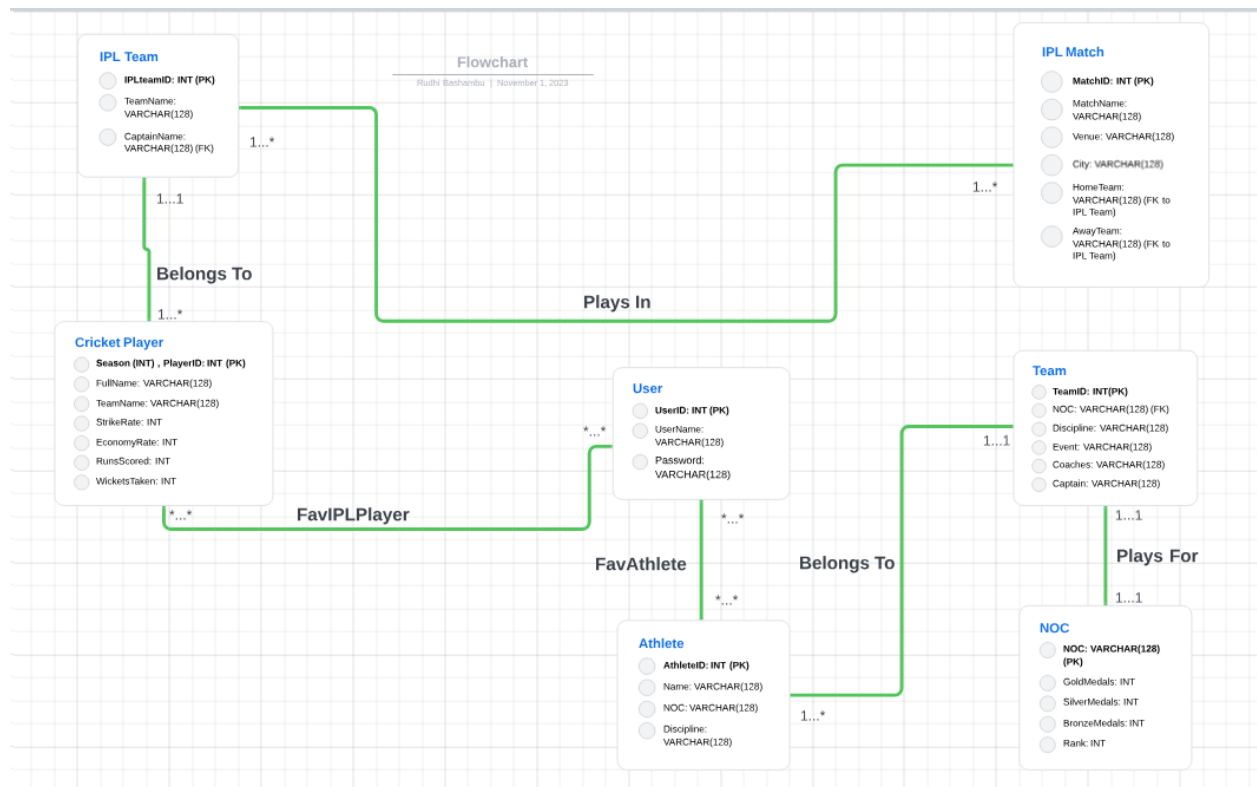 Flowchart
Rudhi Bashambu | November 1, 2023
IPL Team
IPLteamID: INT (PK)
TeamName:
VARCHAR(128)
CaptainName:
VARCHAR(128) (FK)
1...*
1...1
Belongs To
1...*
IPL Match
MatchID: INT (PK)
MatchName:
VARCHAR(128)
Venue: VARCHAR(128)
City: VARCHAR(128)
HomeTeam:
VARCHAR(128) (FK to
IPL Team)
AwayTeam:
VARCHAR(128) (FK to
IPL Team)
1...*
Plays In
Cricket Player
Season (INT) , PlayerID: INT (PK)
FullName: VARCHAR(128)
TeamName: VARCHAR(128)
StrikeRate: INT
EconomyRate: INT
RunsScored: INT
WicketsTaken: INT
*...*
FavIPLPlayer
*...*
User
UserID: INT (PK)
UserName:
VARCHAR(128)
Password:
VARCHAR(128)
*...*
FavAthlete
*...*
Belongs To
Team
TeamID: INT(PK)
NOC: VARCHAR(128) (FK)
Discipline: VARCHAR(128)
Event: VARCHAR(128)
Coaches: VARCHAR(128)
Captain: VARCHAR(128)
1...1
1...1
Plays For
1...1
Athlete
AthleteID: INT (PK)
Name: VARCHAR(128)
NOC: VARCHAR(128)
Discipline:
VARCHAR(128)
1...*
NOC
NOC: VARCHAR(128)
(PK)
GoldMedals: INT
SilverMedals: INT
BronzeMedals: INT
Rank: INT